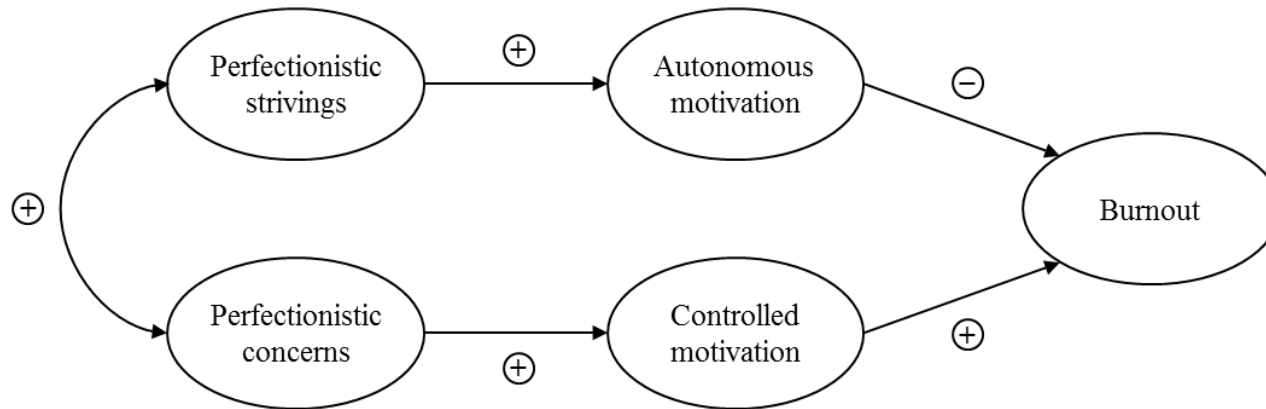 Perfectionistic
strivings
+
Autonomous
motivation
−
+
Burnout
Perfectionistic
concerns
+
Controlled
motivation
+